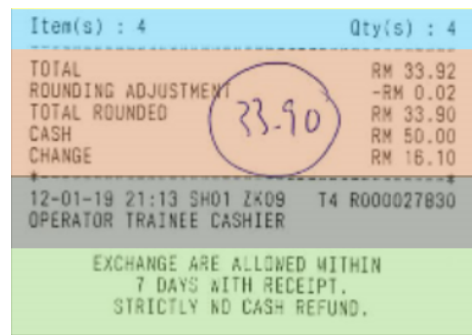 Item(s) : 4 Qty(s) : 4
TOTAL RM 33.92
ROUNDING ADJUSTMENT -RM 0.02
TOTAL ROUNDED RM 33.90
33.90
CASH RM 50.00
CHANGE RM 16.10
12-01-19 21:13 SH01 ZK09 T4 R000027830
OPERATOR TRAINEE CASHIER
EXCHANGE ARE ALLOWED WITHIN
7 DAYS WITH RECEIPT.
STRICTLY NO CASH REFUND.